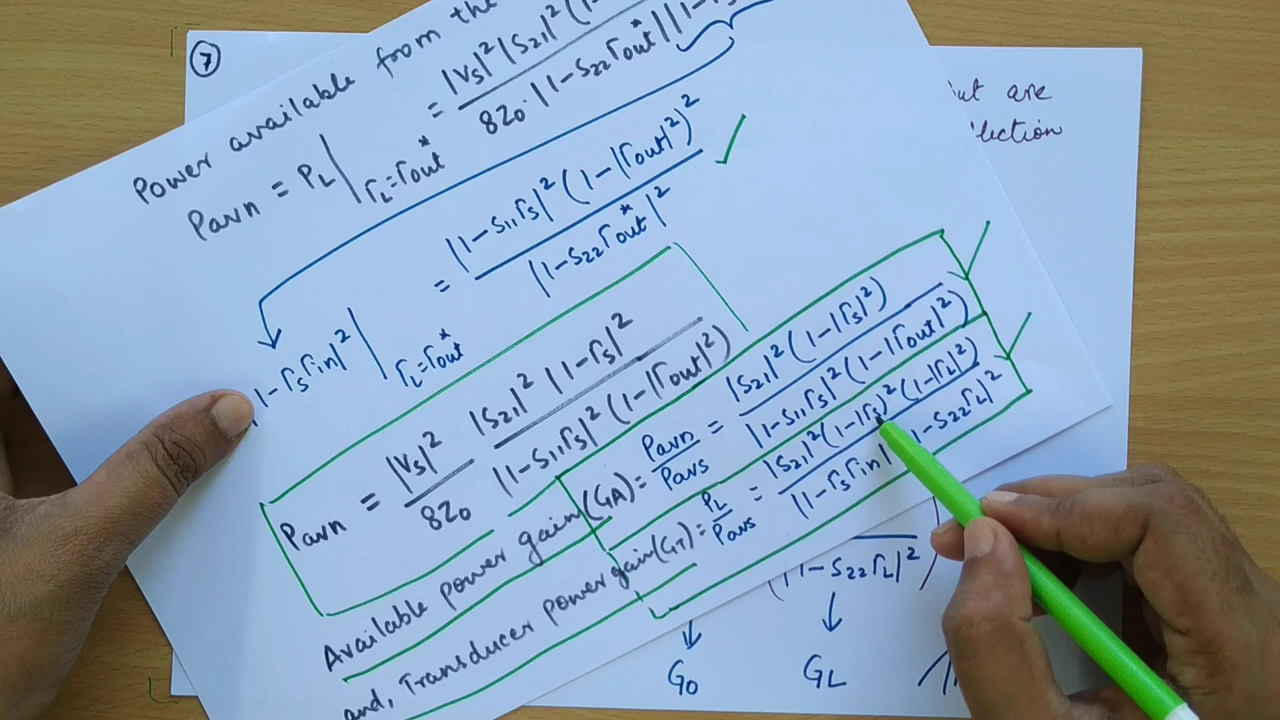 7
Power available from the
Pavn = PL | ΓL=Γout* = |Vs|² |S21|² (1-
8Z0 . |1-S22Γout*| |1-Γs
= |1-S11Γs|² (1-|Γout|²)²
|1-S22Γout*|²
|1-ΓsΓin|² | ΓL=Γout*
Pavn = |Vs|²/8Z0 |S21|² |1-Γs|² / |1-S11Γs|² (1-|Γout|²)
Available power gain(GA) = Pavn/Pavs = |S21|² (1-|Γs|²) / |1-S11Γs|² (1-|Γout|²)
and, Transducer power gain(GT) = PL/Pavs = |S21|² (1-|Γs)² (1-|ΓL|²) / |1-ΓsΓin| 1-S22ΓL|²
but are
lection
|1-S22ΓL|²
G0 GL